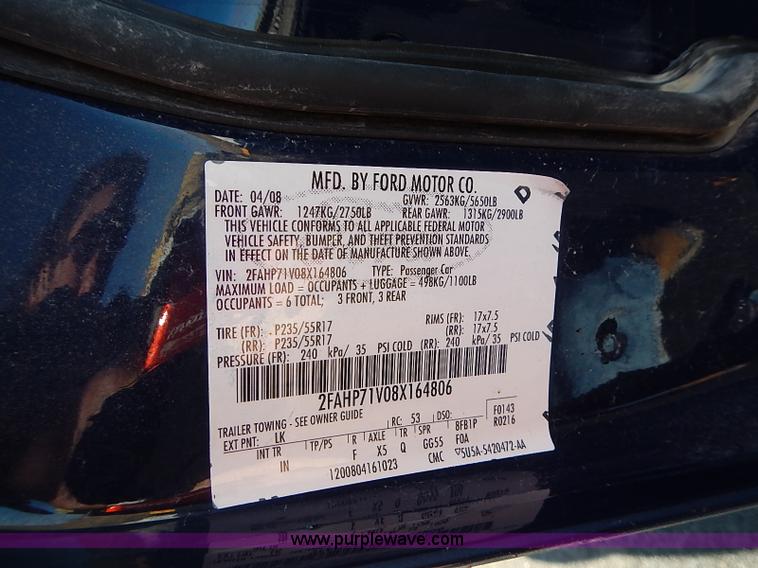 MFD. BY FORD MOTOR CO.
DATE: 04/08 GVWR: 2563KG/5650LB
FRONT GAWR: 1247KG/2750LB REAR GAWR: 1315KG/2900LB
THIS VEHICLE CONFORMS TO ALL APPLICABLE FEDERAL MOTOR
VEHICLE SAFETY, BUMPER, AND THEFT PREVENTION STANDARDS
IN EFFECT ON THE DATE OF MANUFACTURE SHOWN ABOVE.
VIN: 2FAHP71V08X164806 TYPE: Passenger Car
MAXIMUM LOAD = OCCUPANTS + LUGGAGE = 498KG/1100LB
OCCUPANTS = 6 TOTAL; 3 FRONT, 3 REAR
TIRE (FR): P235/55R17 RIMS (FR): 17x7.5
(RR): P235/55R17 (RR): 17x7.5
PRESSURE (FR): 240 kPa/ 35 PSI COLD (RR): 240 kPa/35 PSI COLD
2FAHP71V08X164806
TRAILER TOWING - SEE OWNER GUIDE
RC: 53 DSO: F0143
EXT PNT: LK R0216
INT TR TP/PS R AXLE TR SPR BFB1P
IN F X5 Q GG55 FOA
1200804161023 CMC 5U5A-5420472-AA
www.purplewave.com